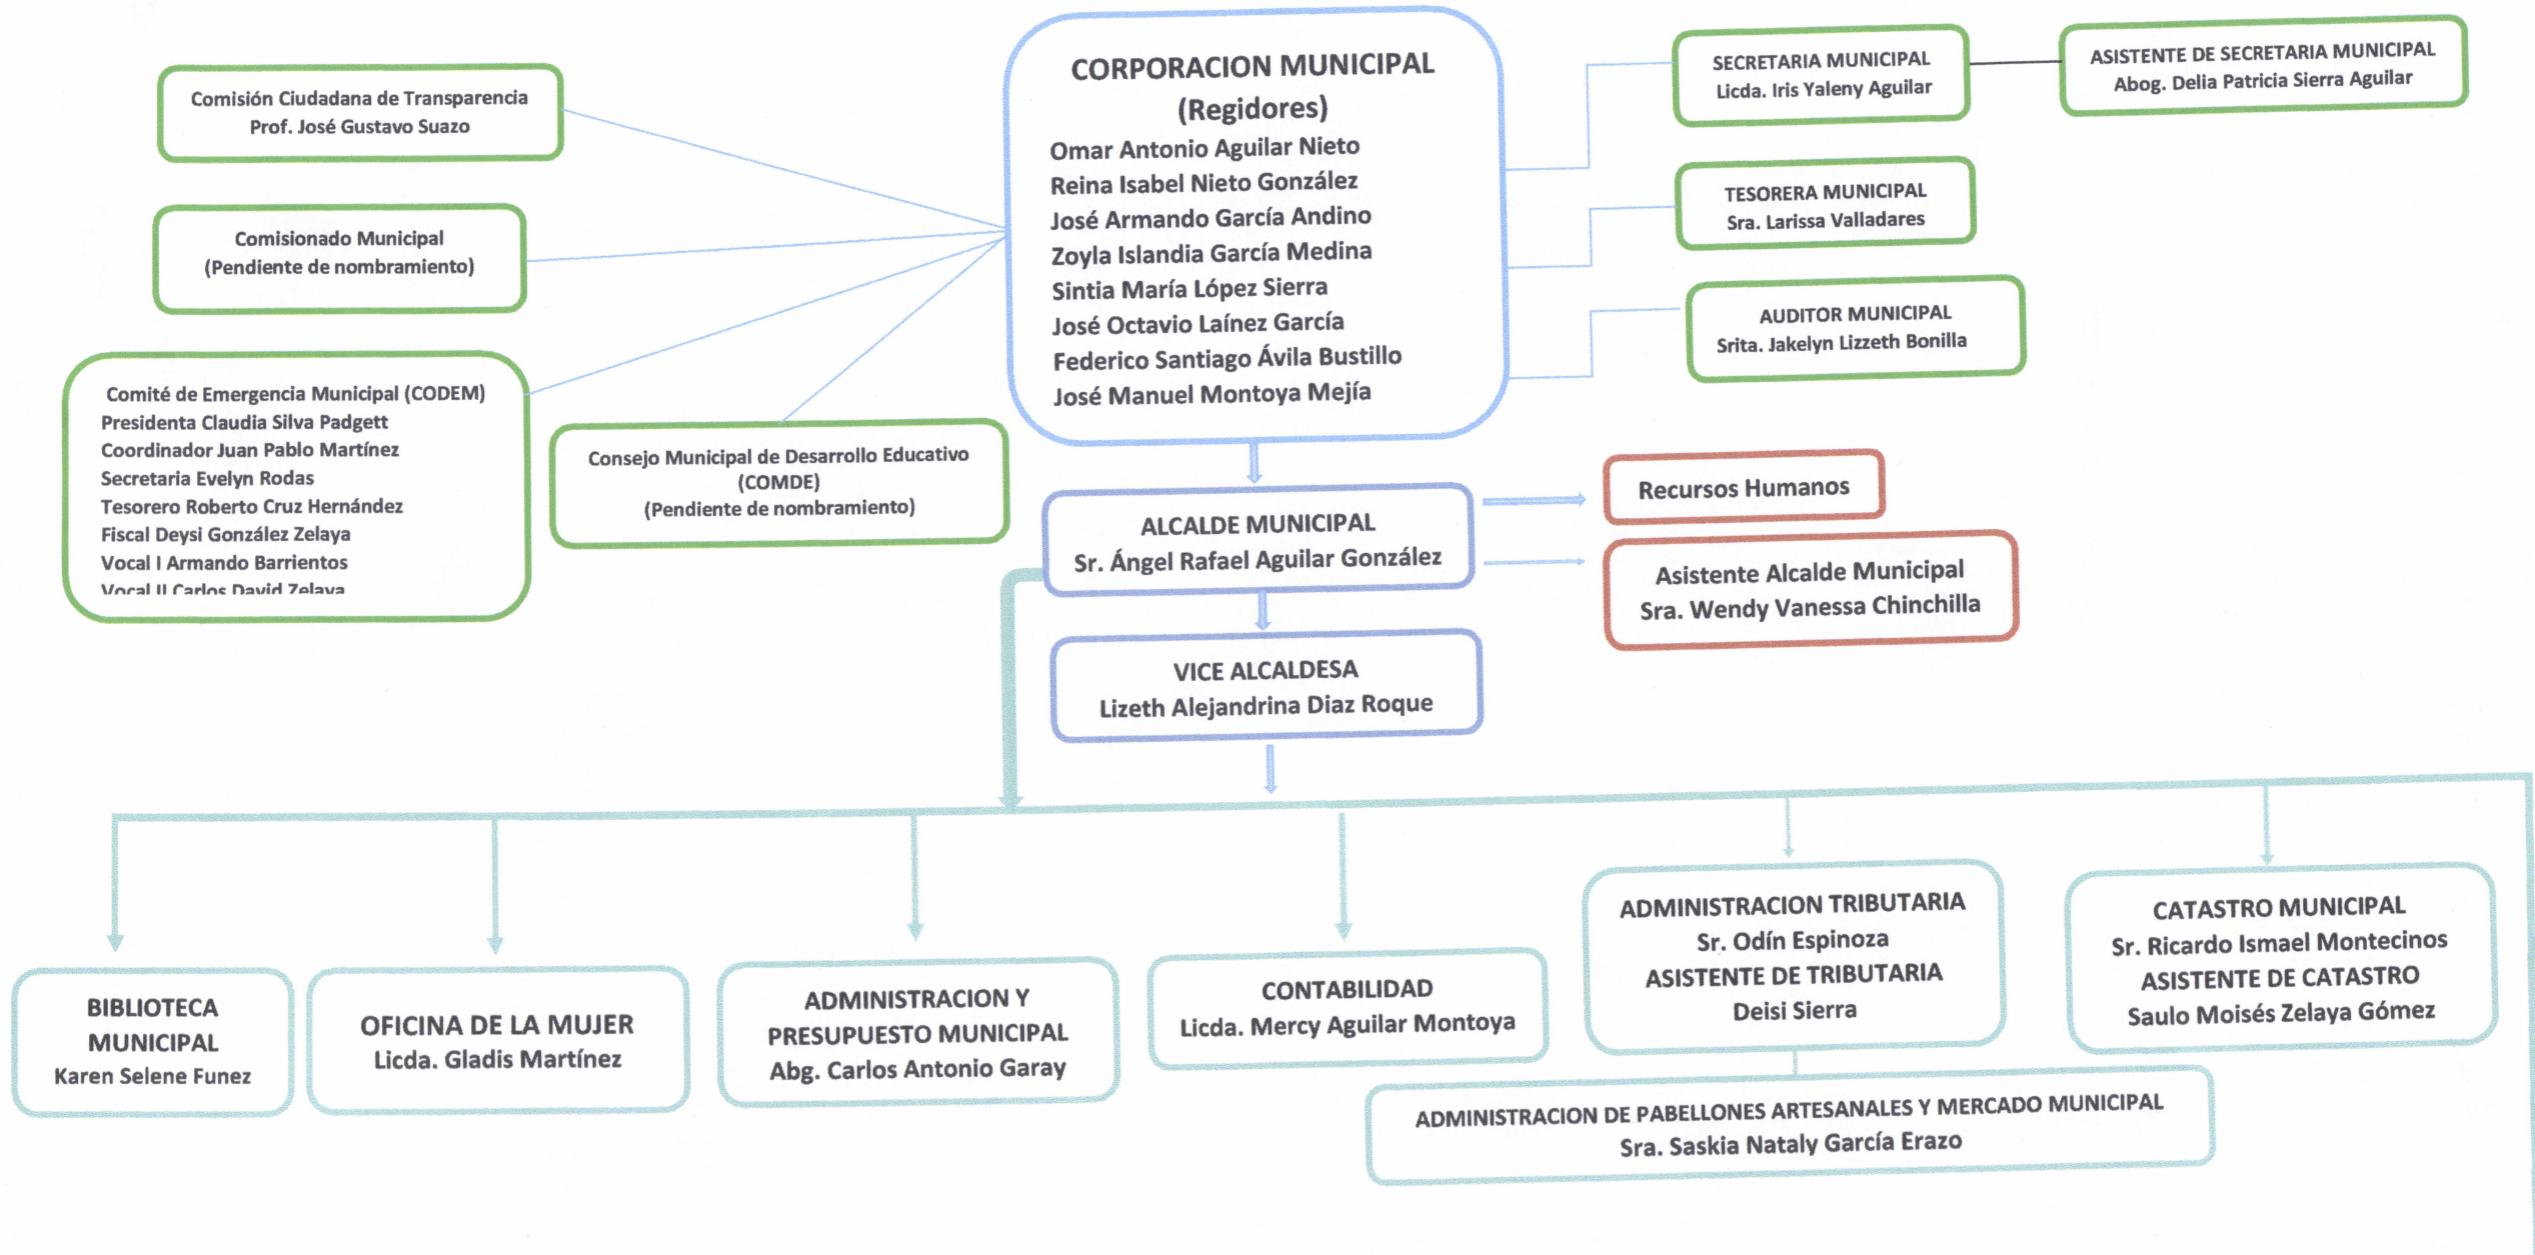 CORPORACION MUNICIPAL
(Regidores)
Omar Antonio Aguilar Nieto
Reina Isabel Nieto González
José Armando García Andino
Zoyla Islandia García Medina
Sintia María López Sierra
José Octavio Laínez García
Federico Santiago Ávila Bustillo
José Manuel Montoya Mejía
Comisión Ciudadana de Transparencia
Prof. José Gustavo Suazo
Comisionado Municipal
(Pendiente de nombramiento)
Comité de Emergencia Municipal (CODEM)
Presidenta Claudia Silva Padgett
Coordinador Juan Pablo Martínez
Secretaria Evelyn Rodas
Tesorero Roberto Cruz Hernández
Fiscal Deysi González Zelaya
Vocal I Armando Barrientos
Vocal II Carlos David Zelaya
Consejo Municipal de Desarrollo Educativo
(COMDE)
(Pendiente de nombramiento)
SECRETARIA MUNICIPAL
Licda. Iris Yaleny Aguilar
ASISTENTE DE SECRETARIA MUNICIPAL
Abog. Delia Patricia Sierra Aguilar
TESORERA MUNICIPAL
Sra. Larissa Valladares
AUDITOR MUNICIPAL
Srita. Jakelyn Lizzeth Bonilla
ALCALDE MUNICIPAL
Sr. Ángel Rafael Aguilar González
Recursos Humanos
Asistente Alcalde Municipal
Sra. Wendy Vanessa Chinchilla
VICE ALCALDESA
Lizeth Alejandrina Diaz Roque
BIBLIOTECA
MUNICIPAL
Karen Selene Funez
OFICINA DE LA MUJER
Licda. Gladis Martínez
ADMINISTRACION Y
PRESUPUESTO MUNICIPAL
Abg. Carlos Antonio Garay
CONTABILIDAD
Licda. Mercy Aguilar Montoya
ADMINISTRACION TRIBUTARIA
Sr. Odín Espinoza
ASISTENTE DE TRIBUTARIA
Deisi Sierra
CATASTRO MUNICIPAL
Sr. Ricardo Ismael Montecinos
ASISTENTE DE CATASTRO
Saulo Moisés Zelaya Gómez
ADMINISTRACION DE PABELLONES ARTESANALES Y MERCADO MUNICIPAL
Sra. Saskia Nataly García Erazo